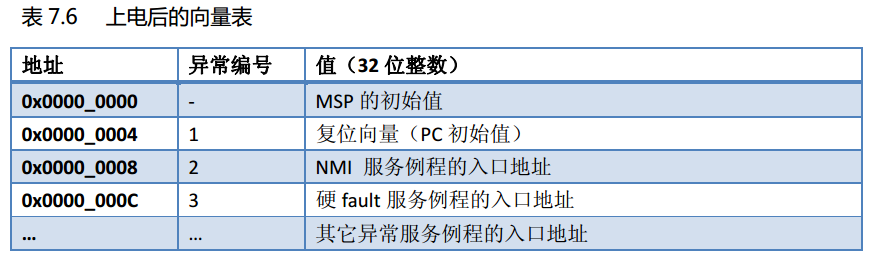 表 7.6 上电后的向量表
地址 异常编号 值（32 位整数）
0x0000_0000 - MSP 的初始值
0x0000_0004 1 复位向量（PC 初始值）
0x0000_0008 2 NMI 服务例程的入口地址
0x0000_000C 3 硬 fault 服务例程的入口地址
… … 其它异常服务例程的入口地址